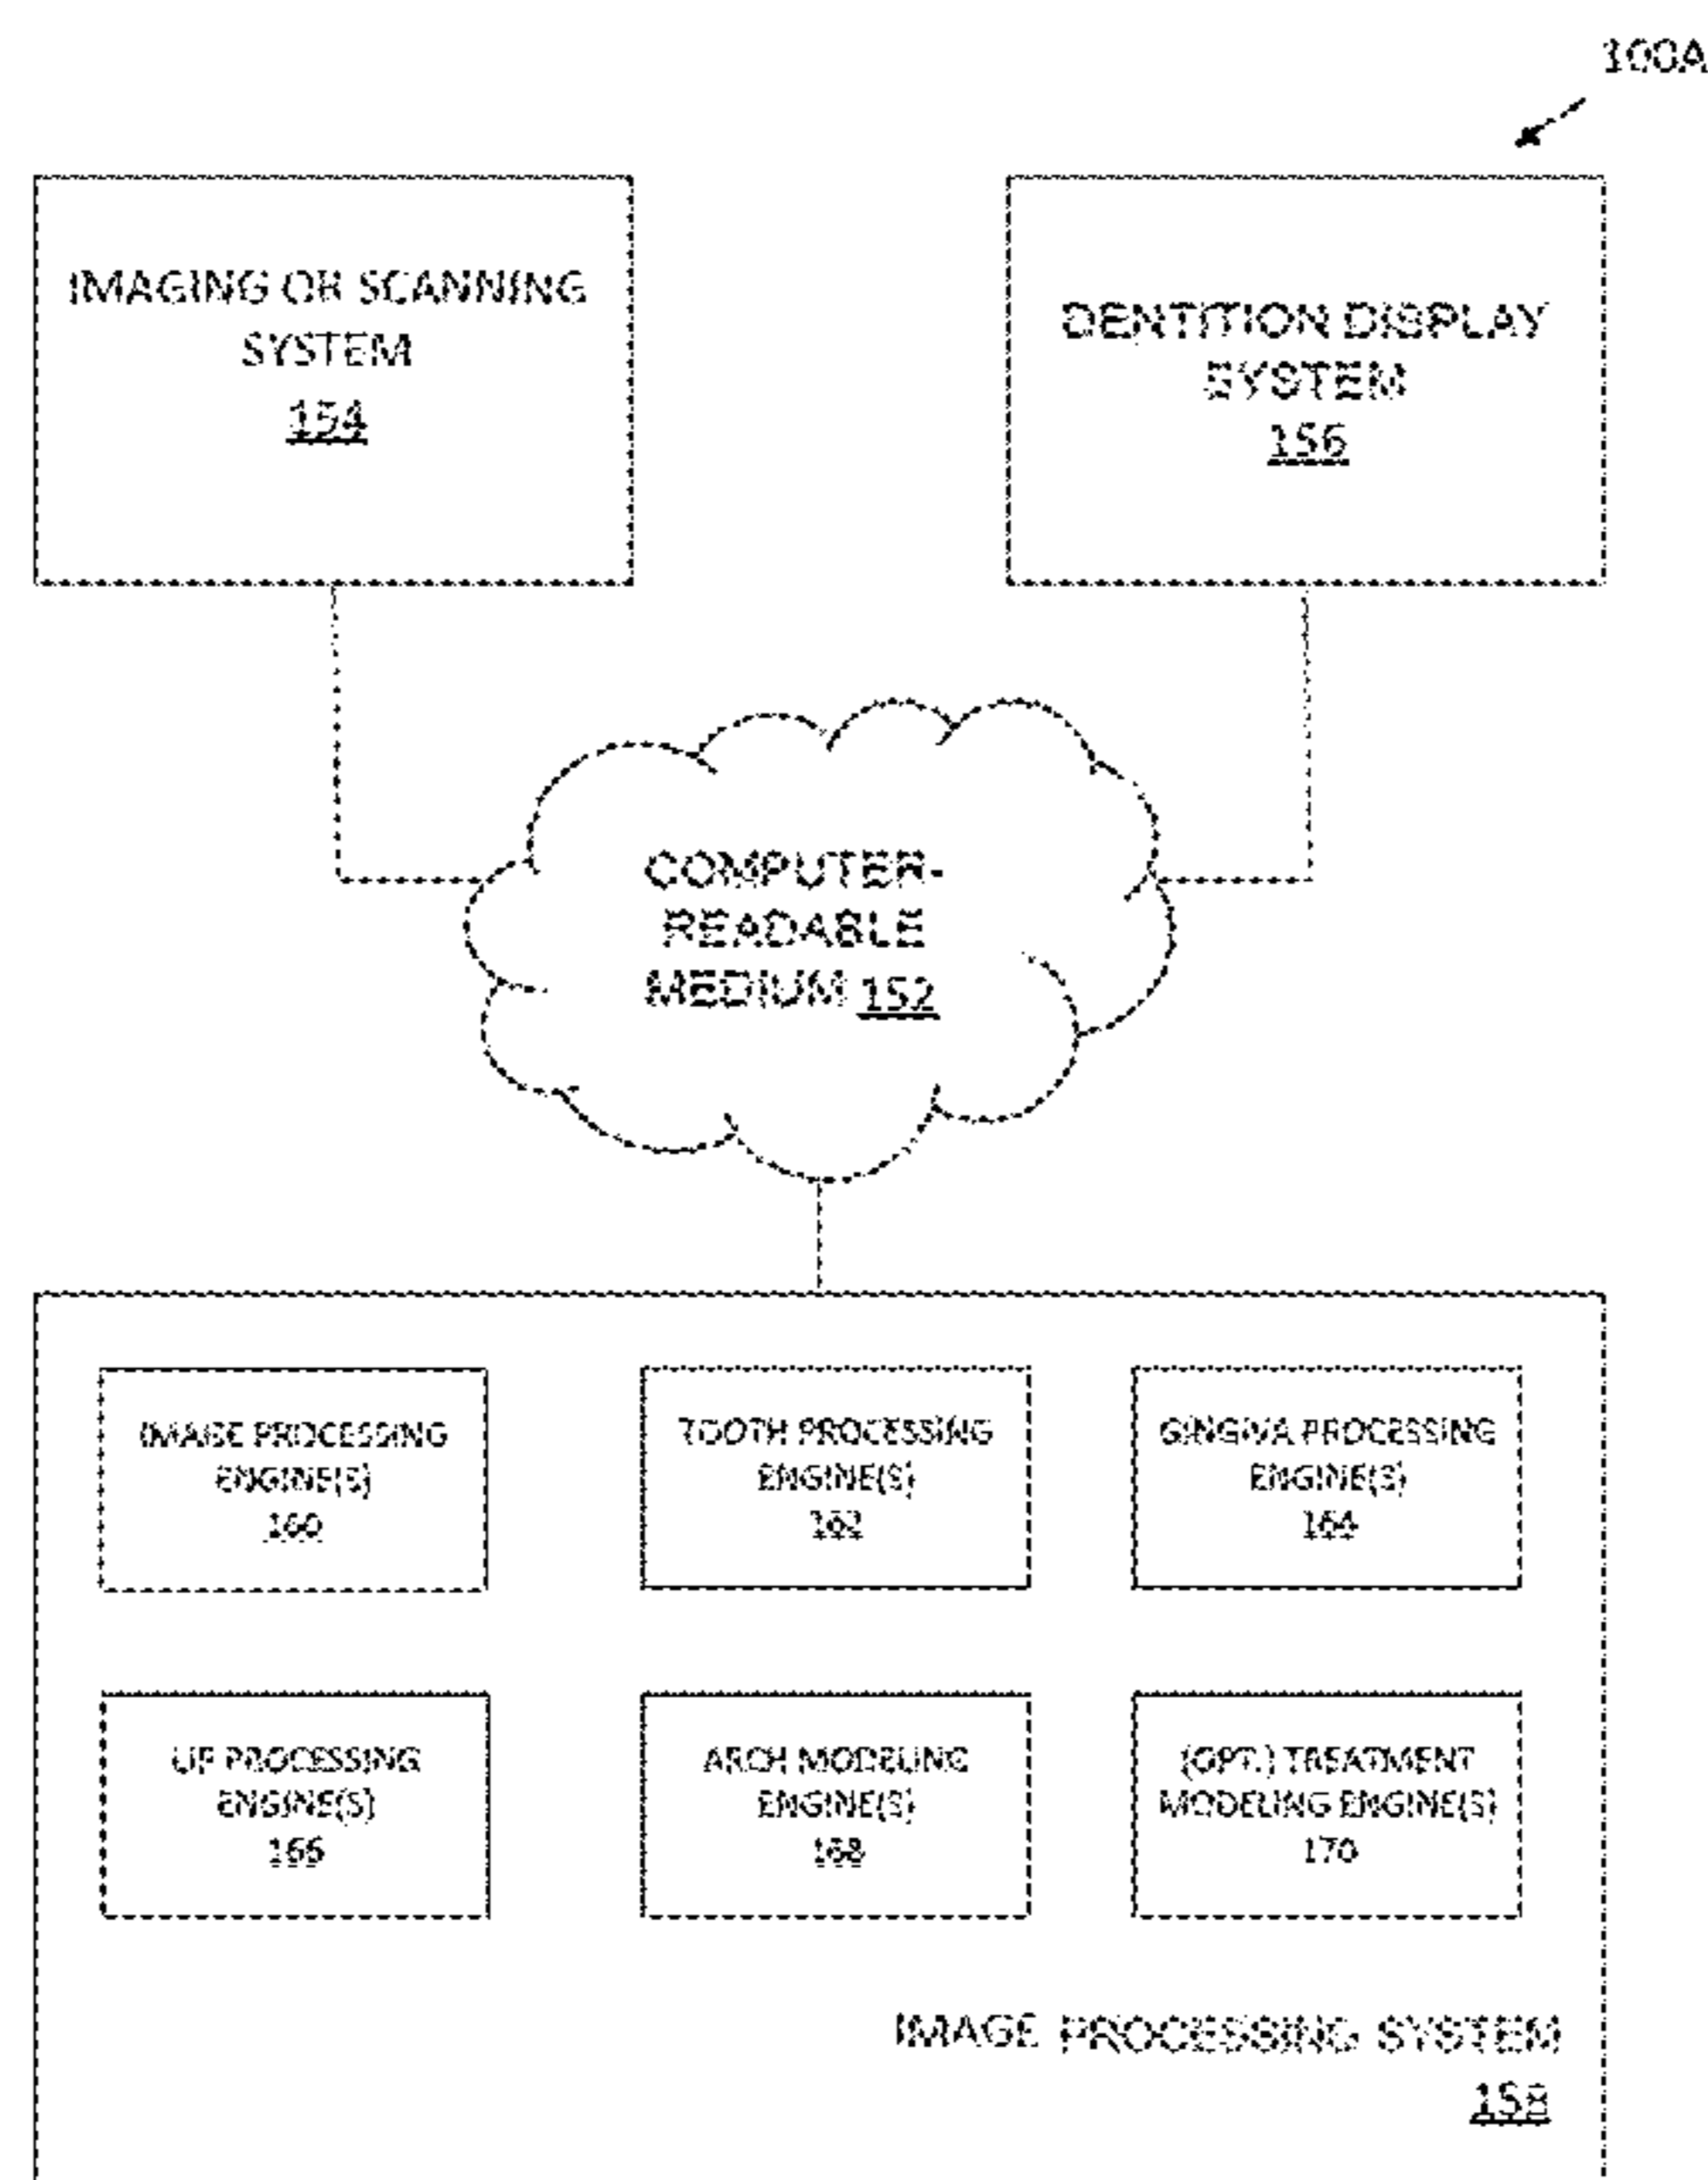 100A
IMAGING OR SCANNING
SYSTEM
154
DENTITION DISPLAY
SYSTEM
156
COMPUTER-
READABLE
MEDIUM 152
IMAGE PROCESSING
ENGINE(S)
160
TOOTH PROCESSING
ENGINE(S)
162
GINGIVA PROCESSING
ENGINE(S)
164
LIP PROCESSING
ENGINE(S)
166
ARCH MODELING
ENGINE(S)
168
(OPT.) TREATMENT
MODELING ENGINE(S)
170
IMAGE PROCESSING SYSTEM
158